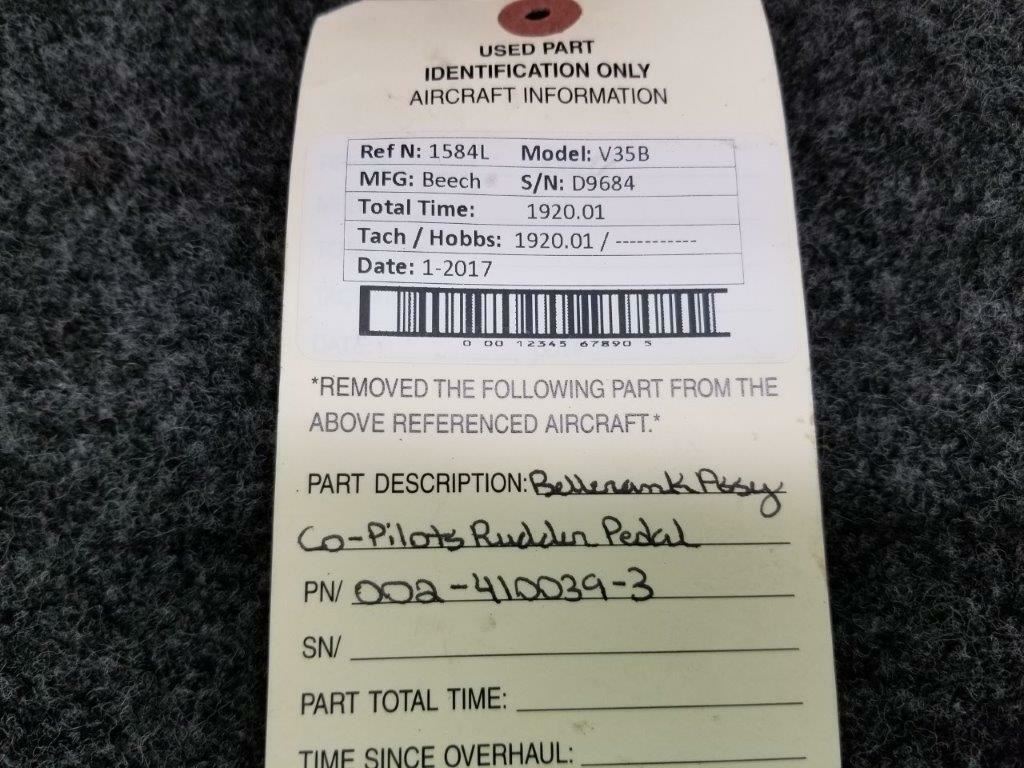 USED PART
IDENTIFICATION ONLY
AIRCRAFT INFORMATION
Ref N: 1584L Model: V35B
MFG: Beech S/N: D9684
Total Time: 1920.01
Tach / Hobbs: 1920.01 / -----------
Date: 1-2017
0 00 12345 67890 5
*REMOVED THE FOLLOWING PART FROM THE
ABOVE REFERENCED AIRCRAFT.*
PART DESCRIPTION: Bellcrank Assy
Co-Pilots Rudder Pedal
PN/ 002-410039-3
SN/
PART TOTAL TIME:
TIME SINCE OVERHAUL: